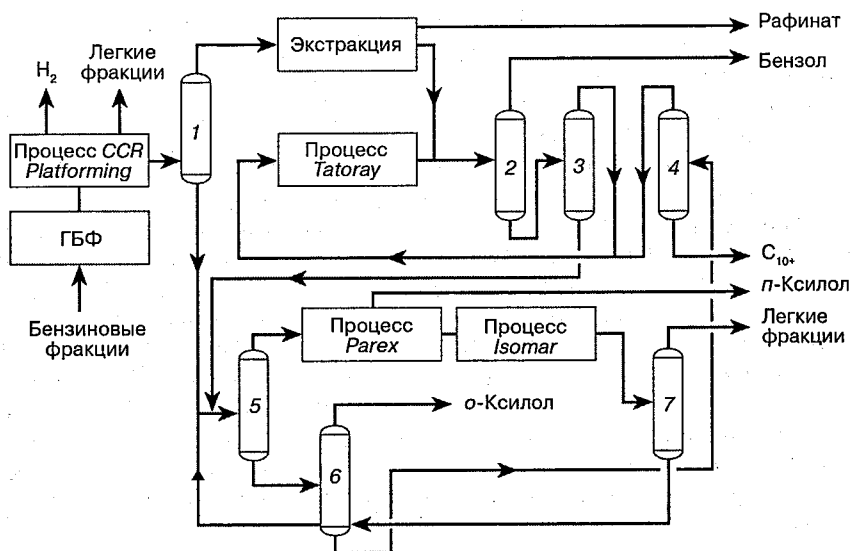 Рафинат
Экстракция
Легкие
фракции
H₂
Бензол
1
Процесс CCR
Platforming
Процесс
Tatoray
2
3
4
ГБФ
C₁₀₊
п-Ксилол
Бензиновые
фракции
Процесс
Parex
Процесс
Isomar
Легкие
фракции
5
о-Ксилол
7
6